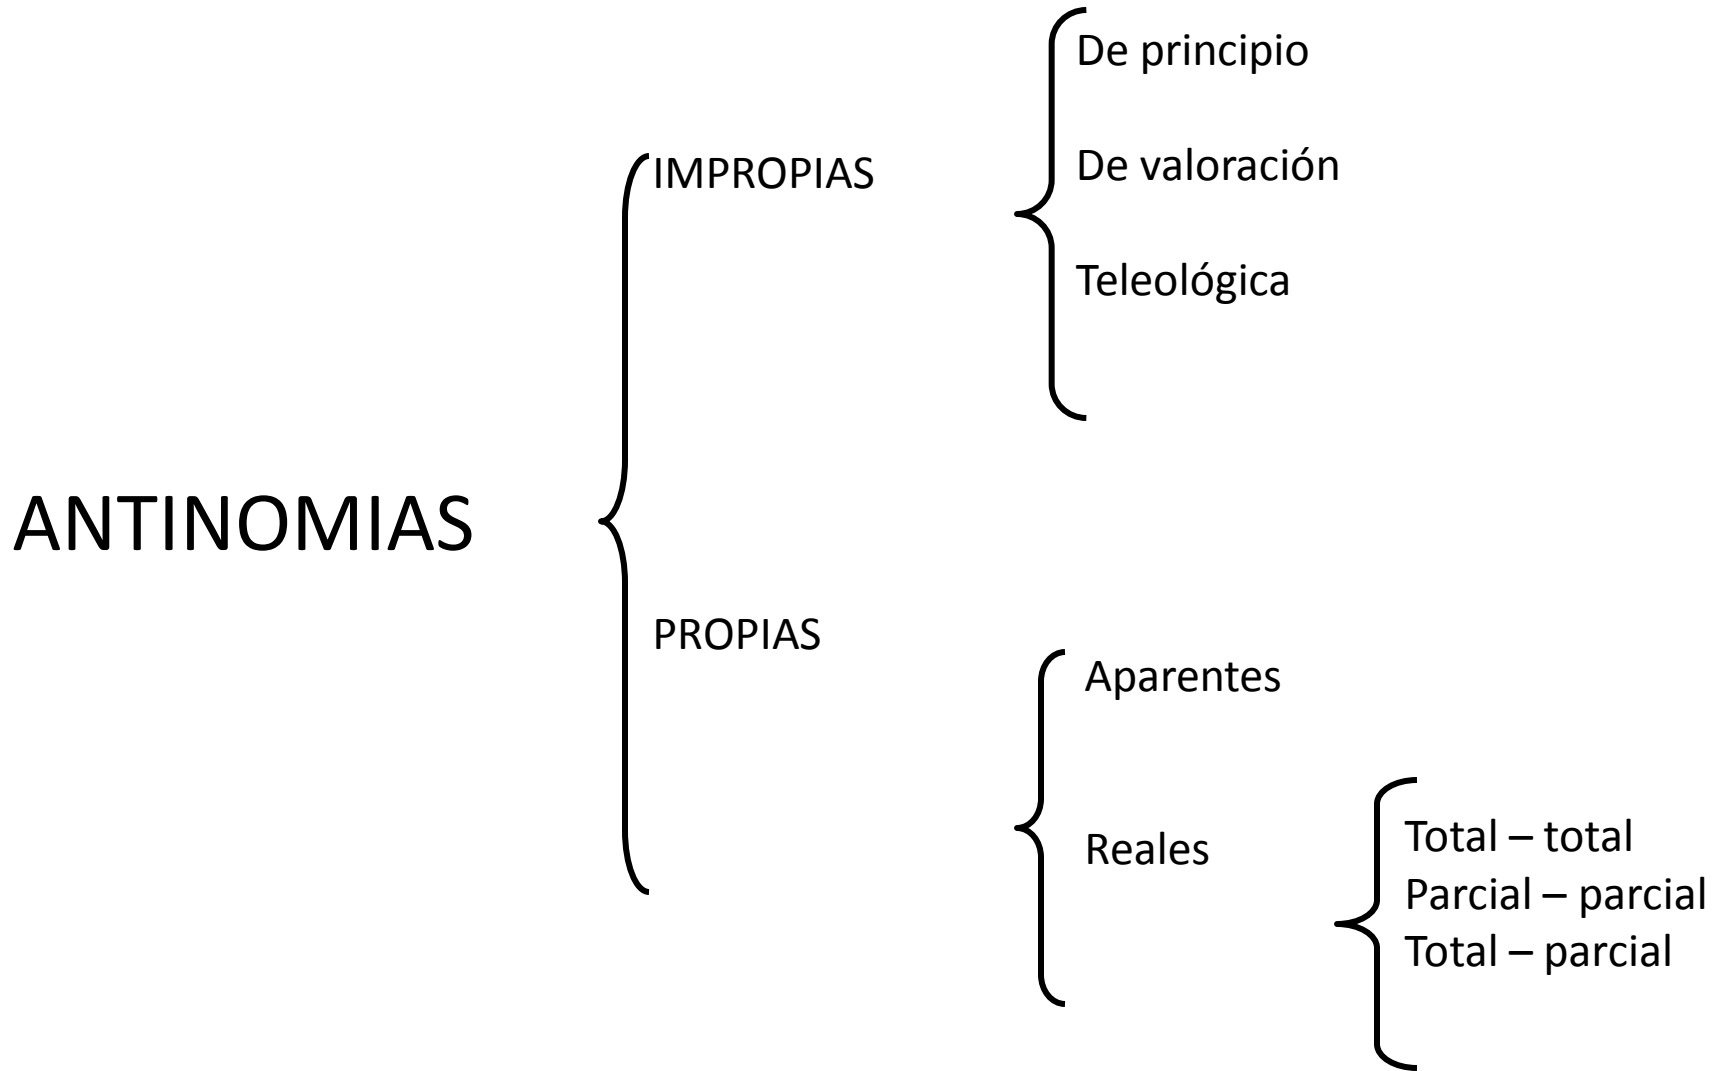 ANTINOMIAS
IMPROPIAS
De principio
De valoración
Teleológica
PROPIAS
Aparentes
Reales
Total – total
Parcial – parcial
Total – parcial